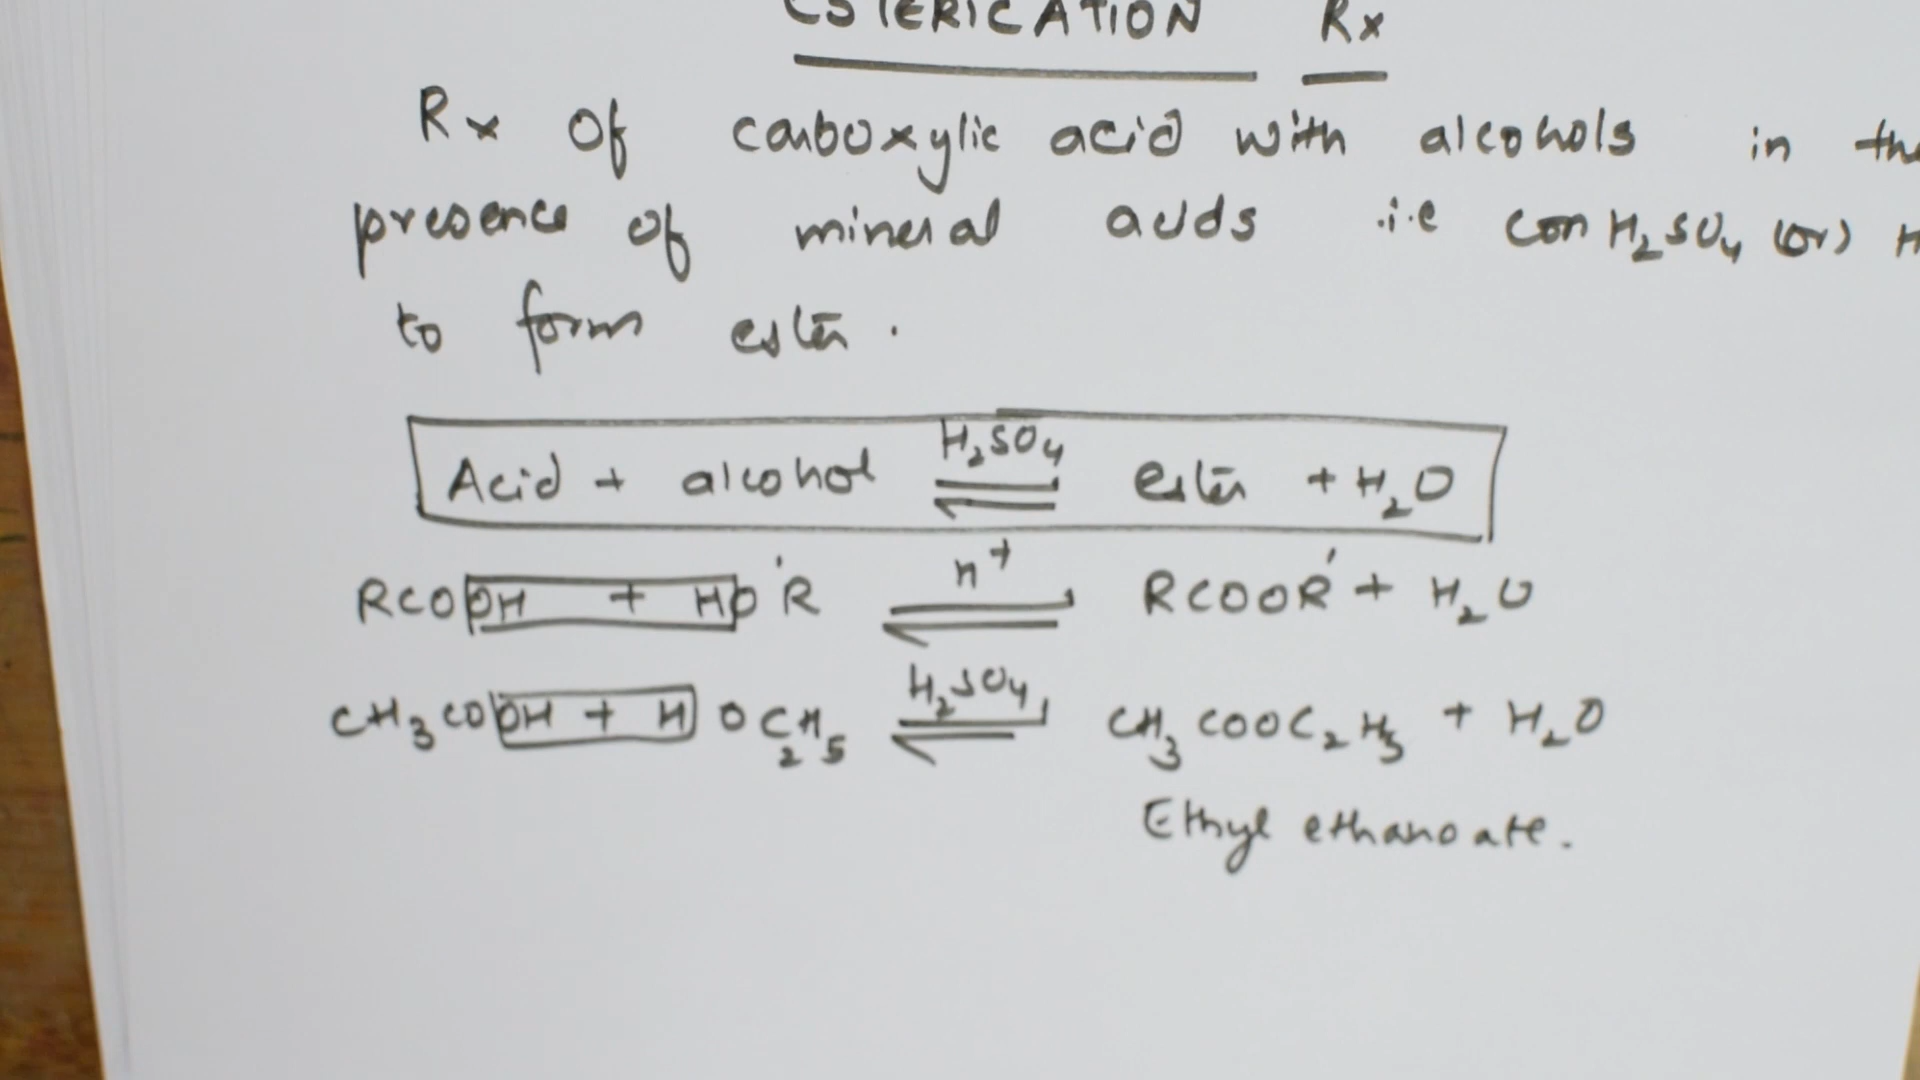 ESTERICATION Rx
Rx of carboxylic acid with alcohols in the
presence of mineral acids i.e con H₂SO₄ (or) H
to form ester.
Acid + alcohol ⇌ H₂SO₄ ester + H₂O
RCOOH + HO'R ⇌ H⁺ RCOOR' + H₂O
CH₃COOH + HOC₂H₅ ⇌ H₂SO₄ CH₃COOC₂H₅ + H₂O
Ethyl ethanoate.